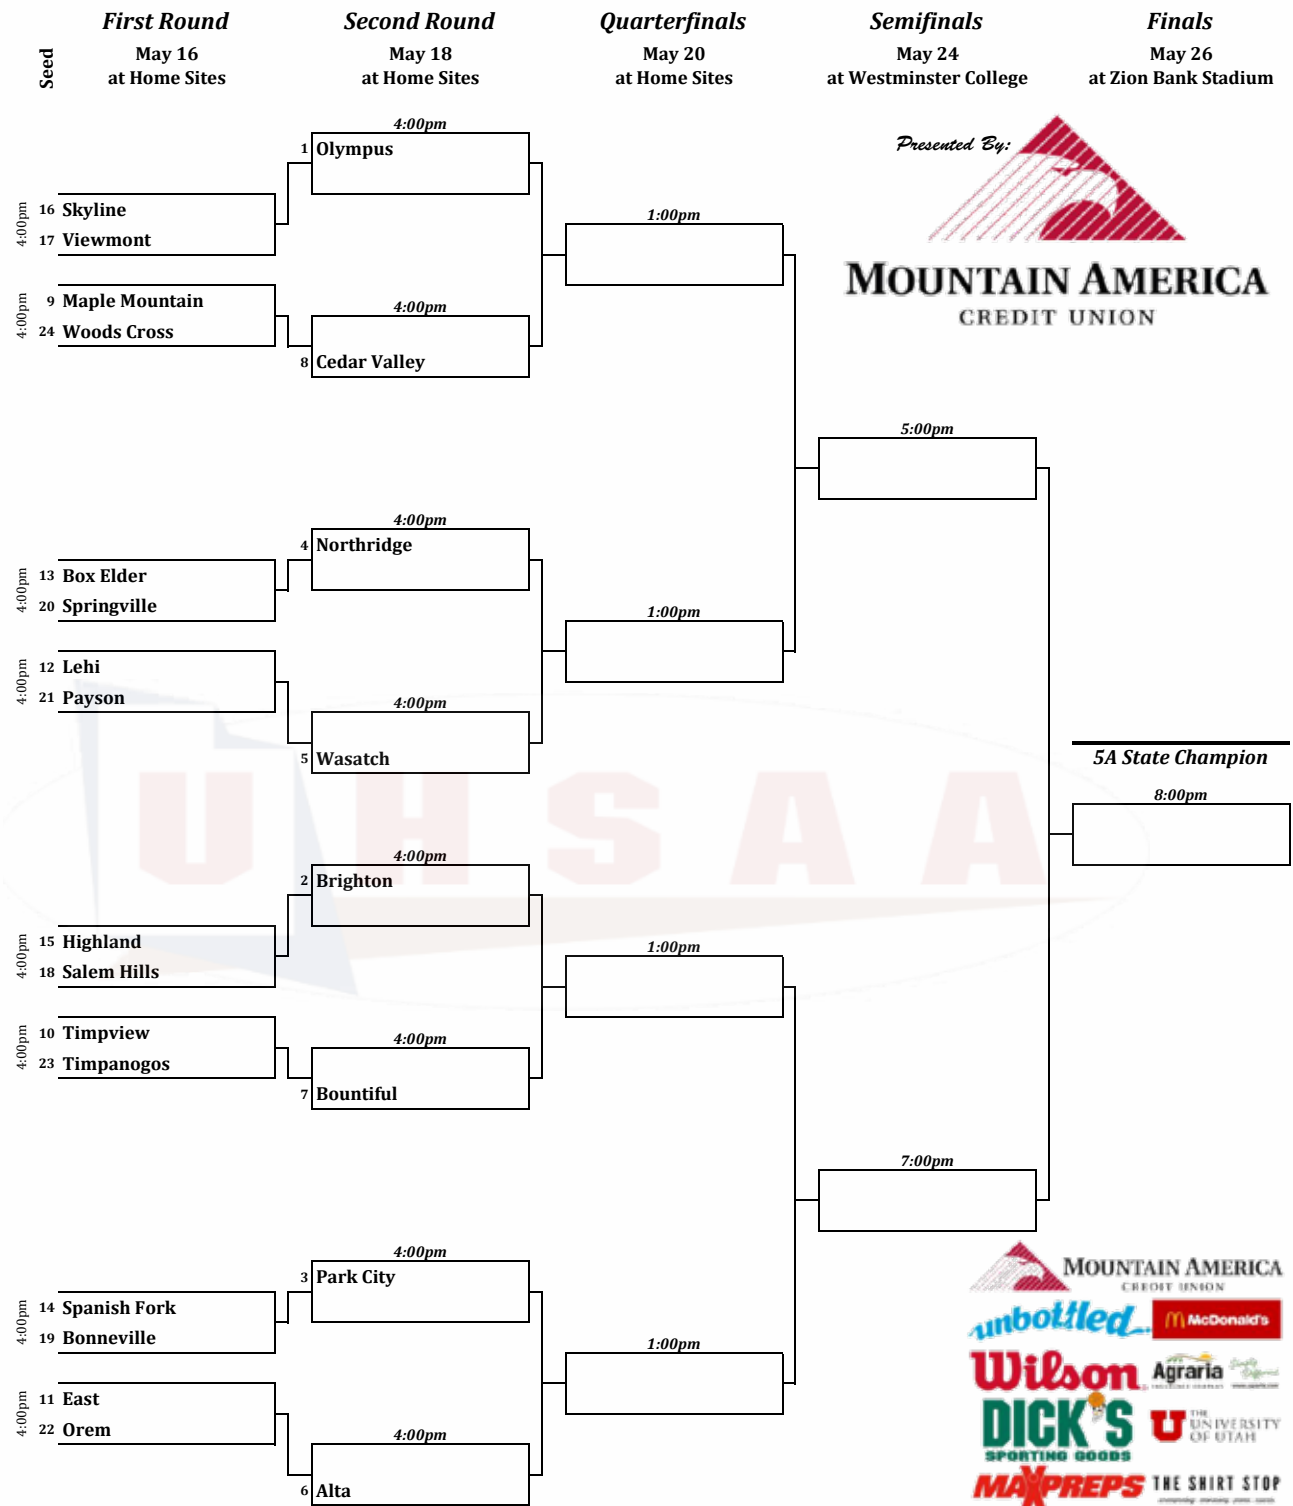 First Round
Second Round
Quarterfinals
Semifinals
Finals
Seed
May 16
at Home Sites
May 18
at Home Sites
May 20
at Home Sites
May 24
at Westminster College
May 26
at Zion Bank Stadium
Presented By:
MOUNTAIN AMERICA
CREDIT UNION
4:00pm
1 Olympus
4:00pm
16 Skyline
17 Viewmont
1:00pm
4:00pm
9 Maple Mountain
24 Woods Cross
4:00pm
8 Cedar Valley
5:00pm
4:00pm
4 Northridge
4:00pm
13 Box Elder
20 Springville
1:00pm
4:00pm
12 Lehi
21 Payson
4:00pm
5 Wasatch
5A State Champion
8:00pm
UHSAA
4:00pm
2 Brighton
4:00pm
15 Highland
18 Salem Hills
1:00pm
4:00pm
10 Timpview
23 Timpanogos
4:00pm
7 Bountiful
7:00pm
4:00pm
3 Park City
4:00pm
14 Spanish Fork
19 Bonneville
1:00pm
4:00pm
11 East
22 Orem
4:00pm
6 Alta
MOUNTAIN AMERICA
CREDIT UNION
unbottled
McDonald's
Wilson
Agraria
DICK'S
SPORTING GOODS
U THE
UNIVERSITY
OF UTAH
MAXPREPS
THE SHIRT STOP